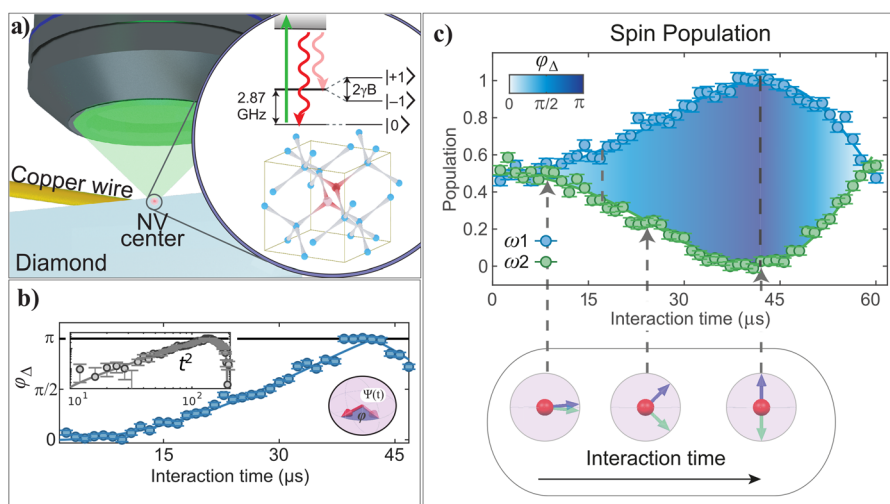 a)
2.87
GHz
|+1⟩
2γB
|−1⟩
|0⟩
Copper wire
NV
center
Diamond
b)
φΔ
π
π/2
0
t²
10¹
10²
Ψ(t)
φ
15
30
45
Interaction time (μs)
c)
Spin Population
φΔ
0
π/2
π
Population
1
0.8
0.6
0.4
0.2
0
ω1
ω2
0
15
30
45
60
Interaction time (μs)
Interaction time